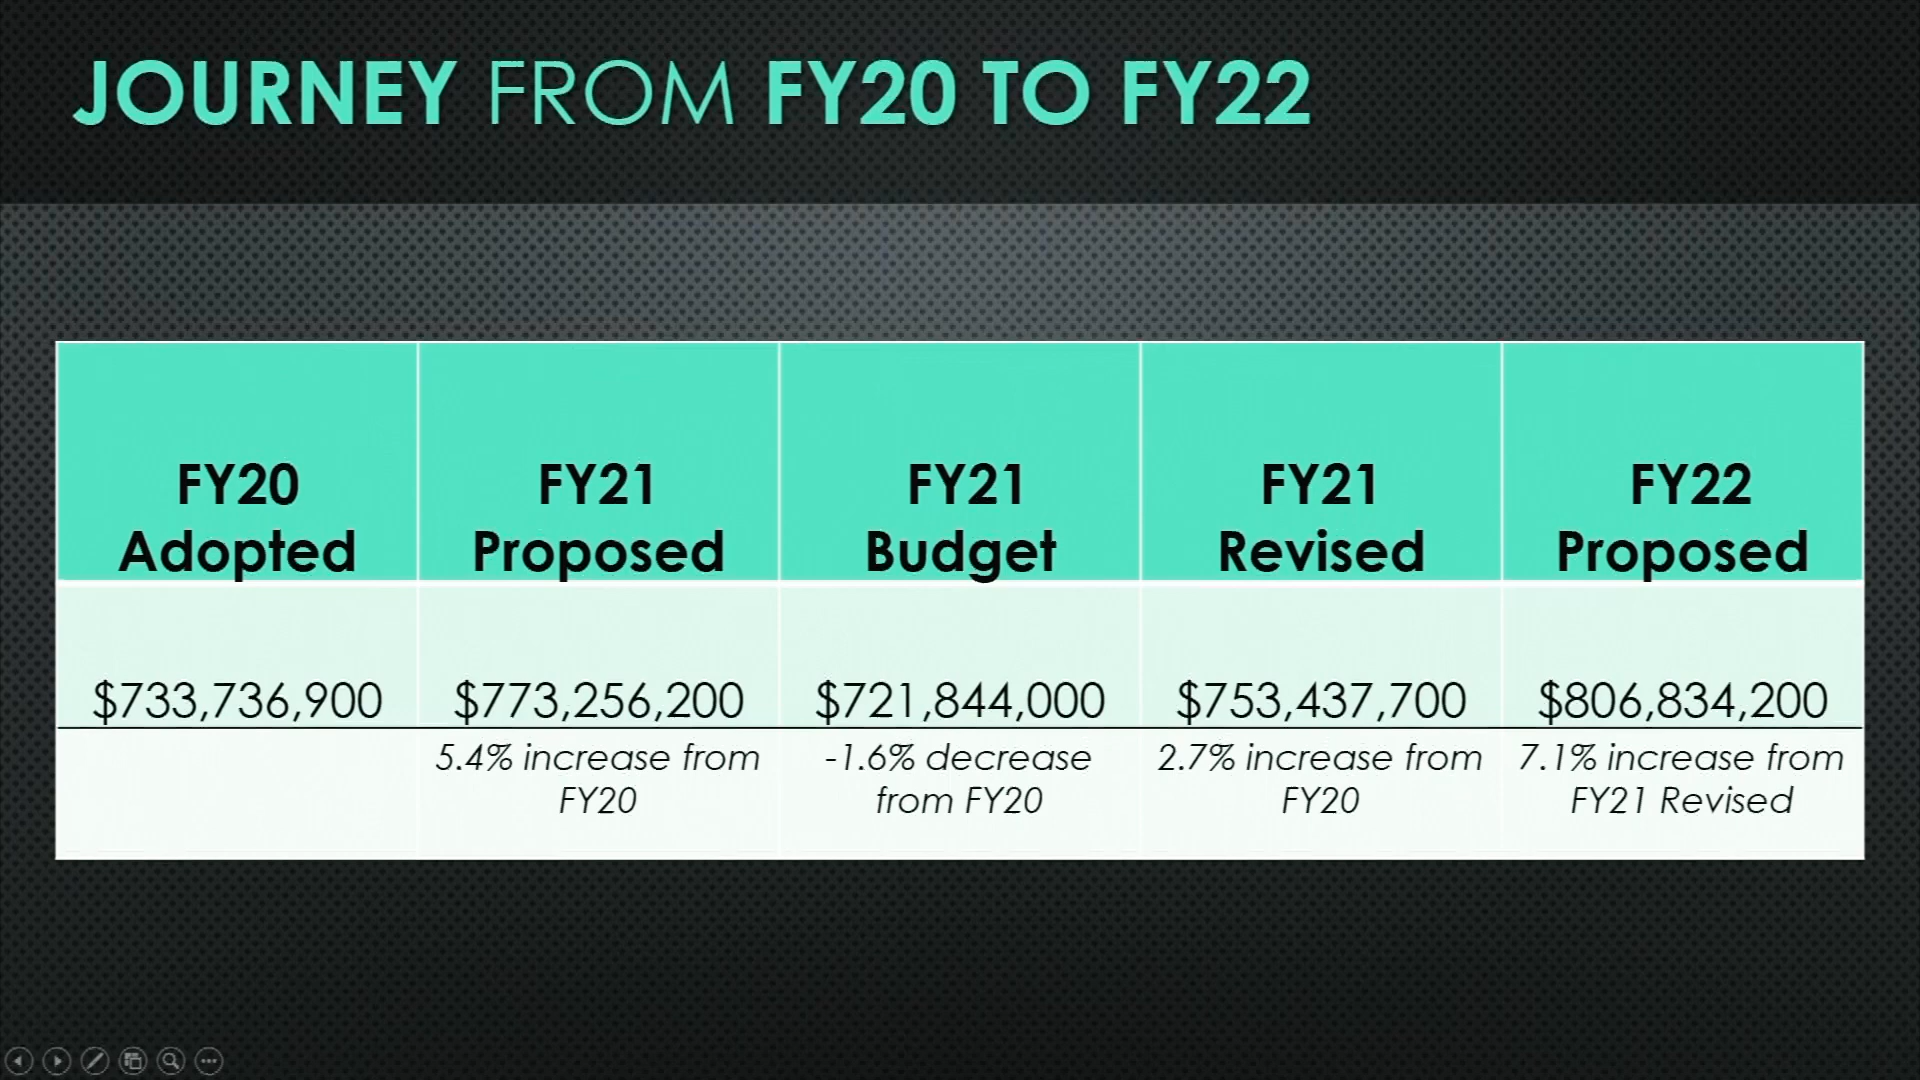 JOURNEY FROM FY20 TO FY22
FY20
Adopted
FY21
Proposed
FY21
Budget
FY21
Revised
FY22
Proposed
$733,736,900
$773,256,200
$721,844,000
$753,437,700
$806,834,200
5.4% increase from
FY20
-1.6% decrease
from FY20
2.7% increase from
FY20
7.1% increase from
FY21 Revised